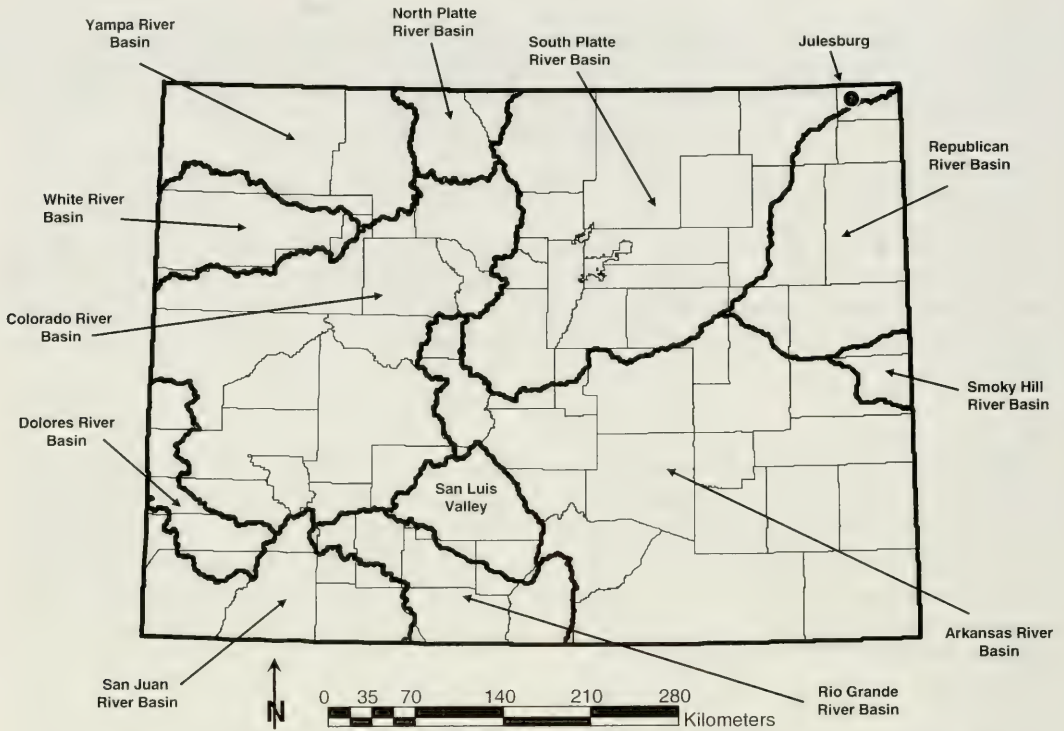 Yampa River
Basin
North Platte
River Basin
South Platte
River Basin
Julesburg
Republican
River Basin
White River
Basin
Colorado River
Basin
Smoky Hill
River Basin
Dolores River
Basin
San Luis
Valley
Arkansas River
Basin
San Juan
River Basin
Rio Grande
River Basin
N
0 35 70 140 210 280
Kilometers